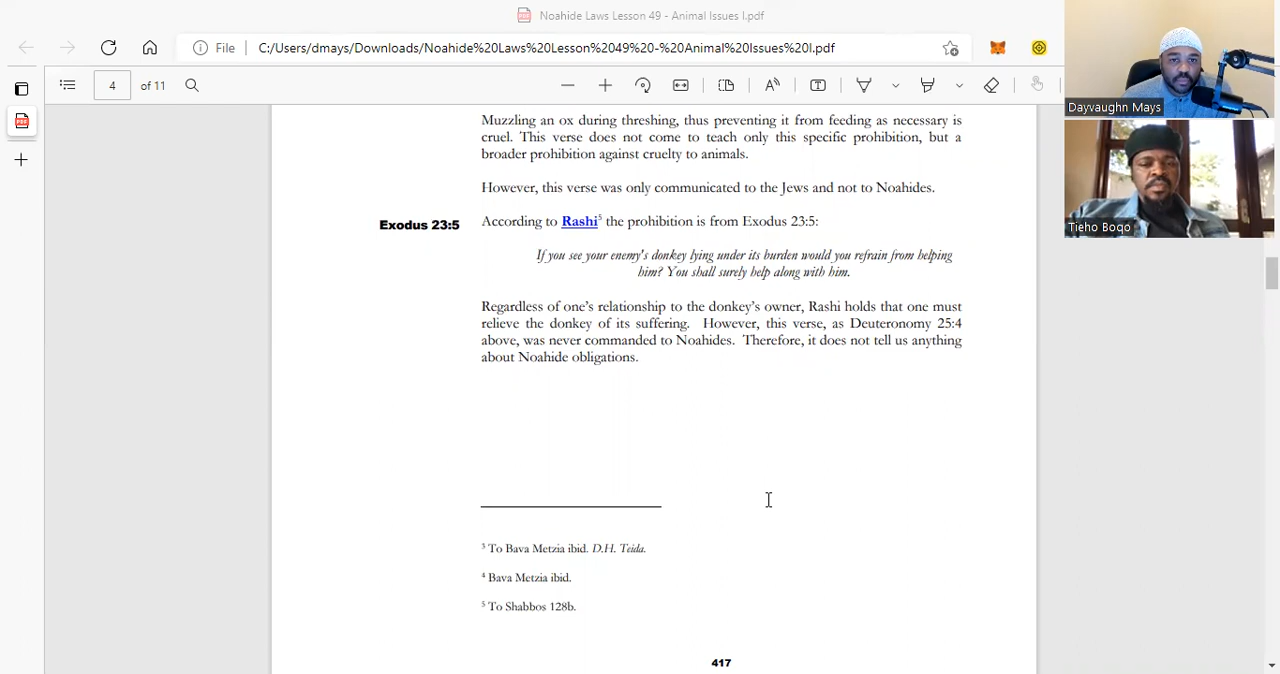 Noahide Laws Lesson 49 - Animal Issues I.pdf
File C:/Users/dmays/Downloads/Noahide%20Laws%20Lesson%2049%20-%20Animal%20Issues%20I.pdf
4 of 11
Muzzling an ox during threshing, thus preventing it from feeding as necessary is
cruel. This verse does not come to teach only this specific prohibition, but a
broader prohibition against cruelty to animals.
However, this verse was only communicated to the Jews and not to Noahides.
Exodus 23:5
According to Rashi⁵ the prohibition is from Exodus 23:5:
If you see your enemy's donkey lying under its burden would you refrain from helping
him? You shall surely help along with him.
Regardless of one's relationship to the donkey's owner, Rashi holds that one must
relieve the donkey of its suffering. However, this verse, as Deuteronomy 25:4
above, was never commanded to Noahides. Therefore, it does not tell us anything
about Noahide obligations.
³ To Bava Metzia ibid. D.H. Teida.
⁴ Bava Metzia ibid.
⁵ To Shabbos 128b.
417
Dayvaughn Mays
Tieho Boqo